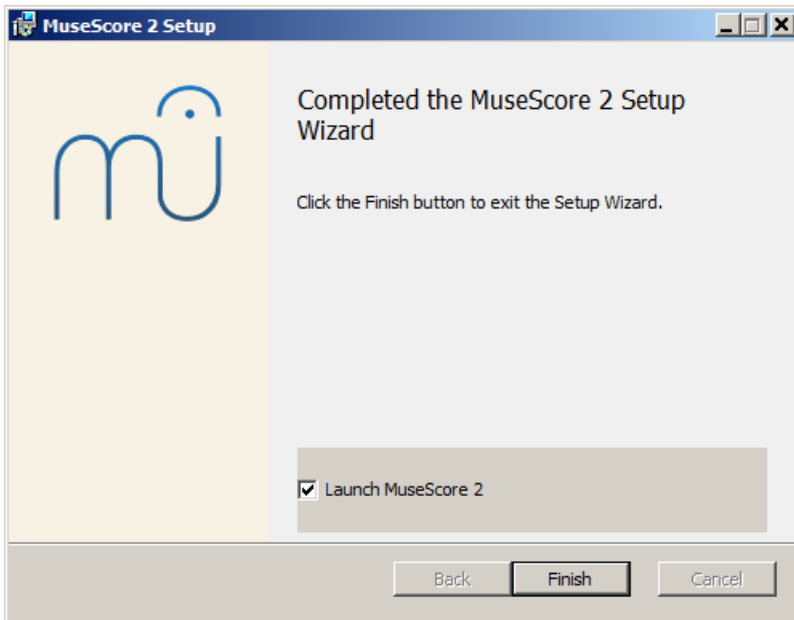 MuseScore 2 Setup
Completed the MuseScore 2 Setup
Wizard
Click the Finish button to exit the Setup Wizard.
Launch MuseScore 2
Back Finish Cancel